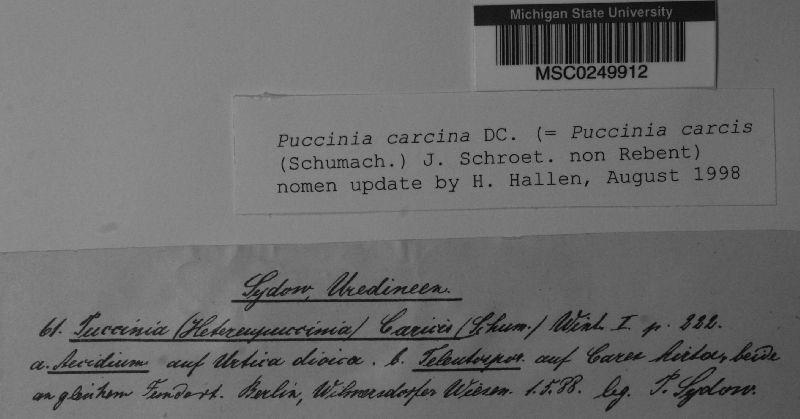 Michigan State University
MSC0249912
Puccinia carcina DC. (= Puccinia carcis
(Schumach.) J. Schroet. non Rebent)
nomen update by H. Hallen, August 1998
Sydow, Uredineen.
61. Puccinia (Hetereupuccinia) Caricis (Schum.) Wint. I p. 222.
a. Aecidium auf Urtica dioica. b. Teleutospor. auf Carex hirta, beide
an gleichem Fundort. Berlin, Wilmersdorfer Wiesen. 1.5.88. leg. P. Sydow.